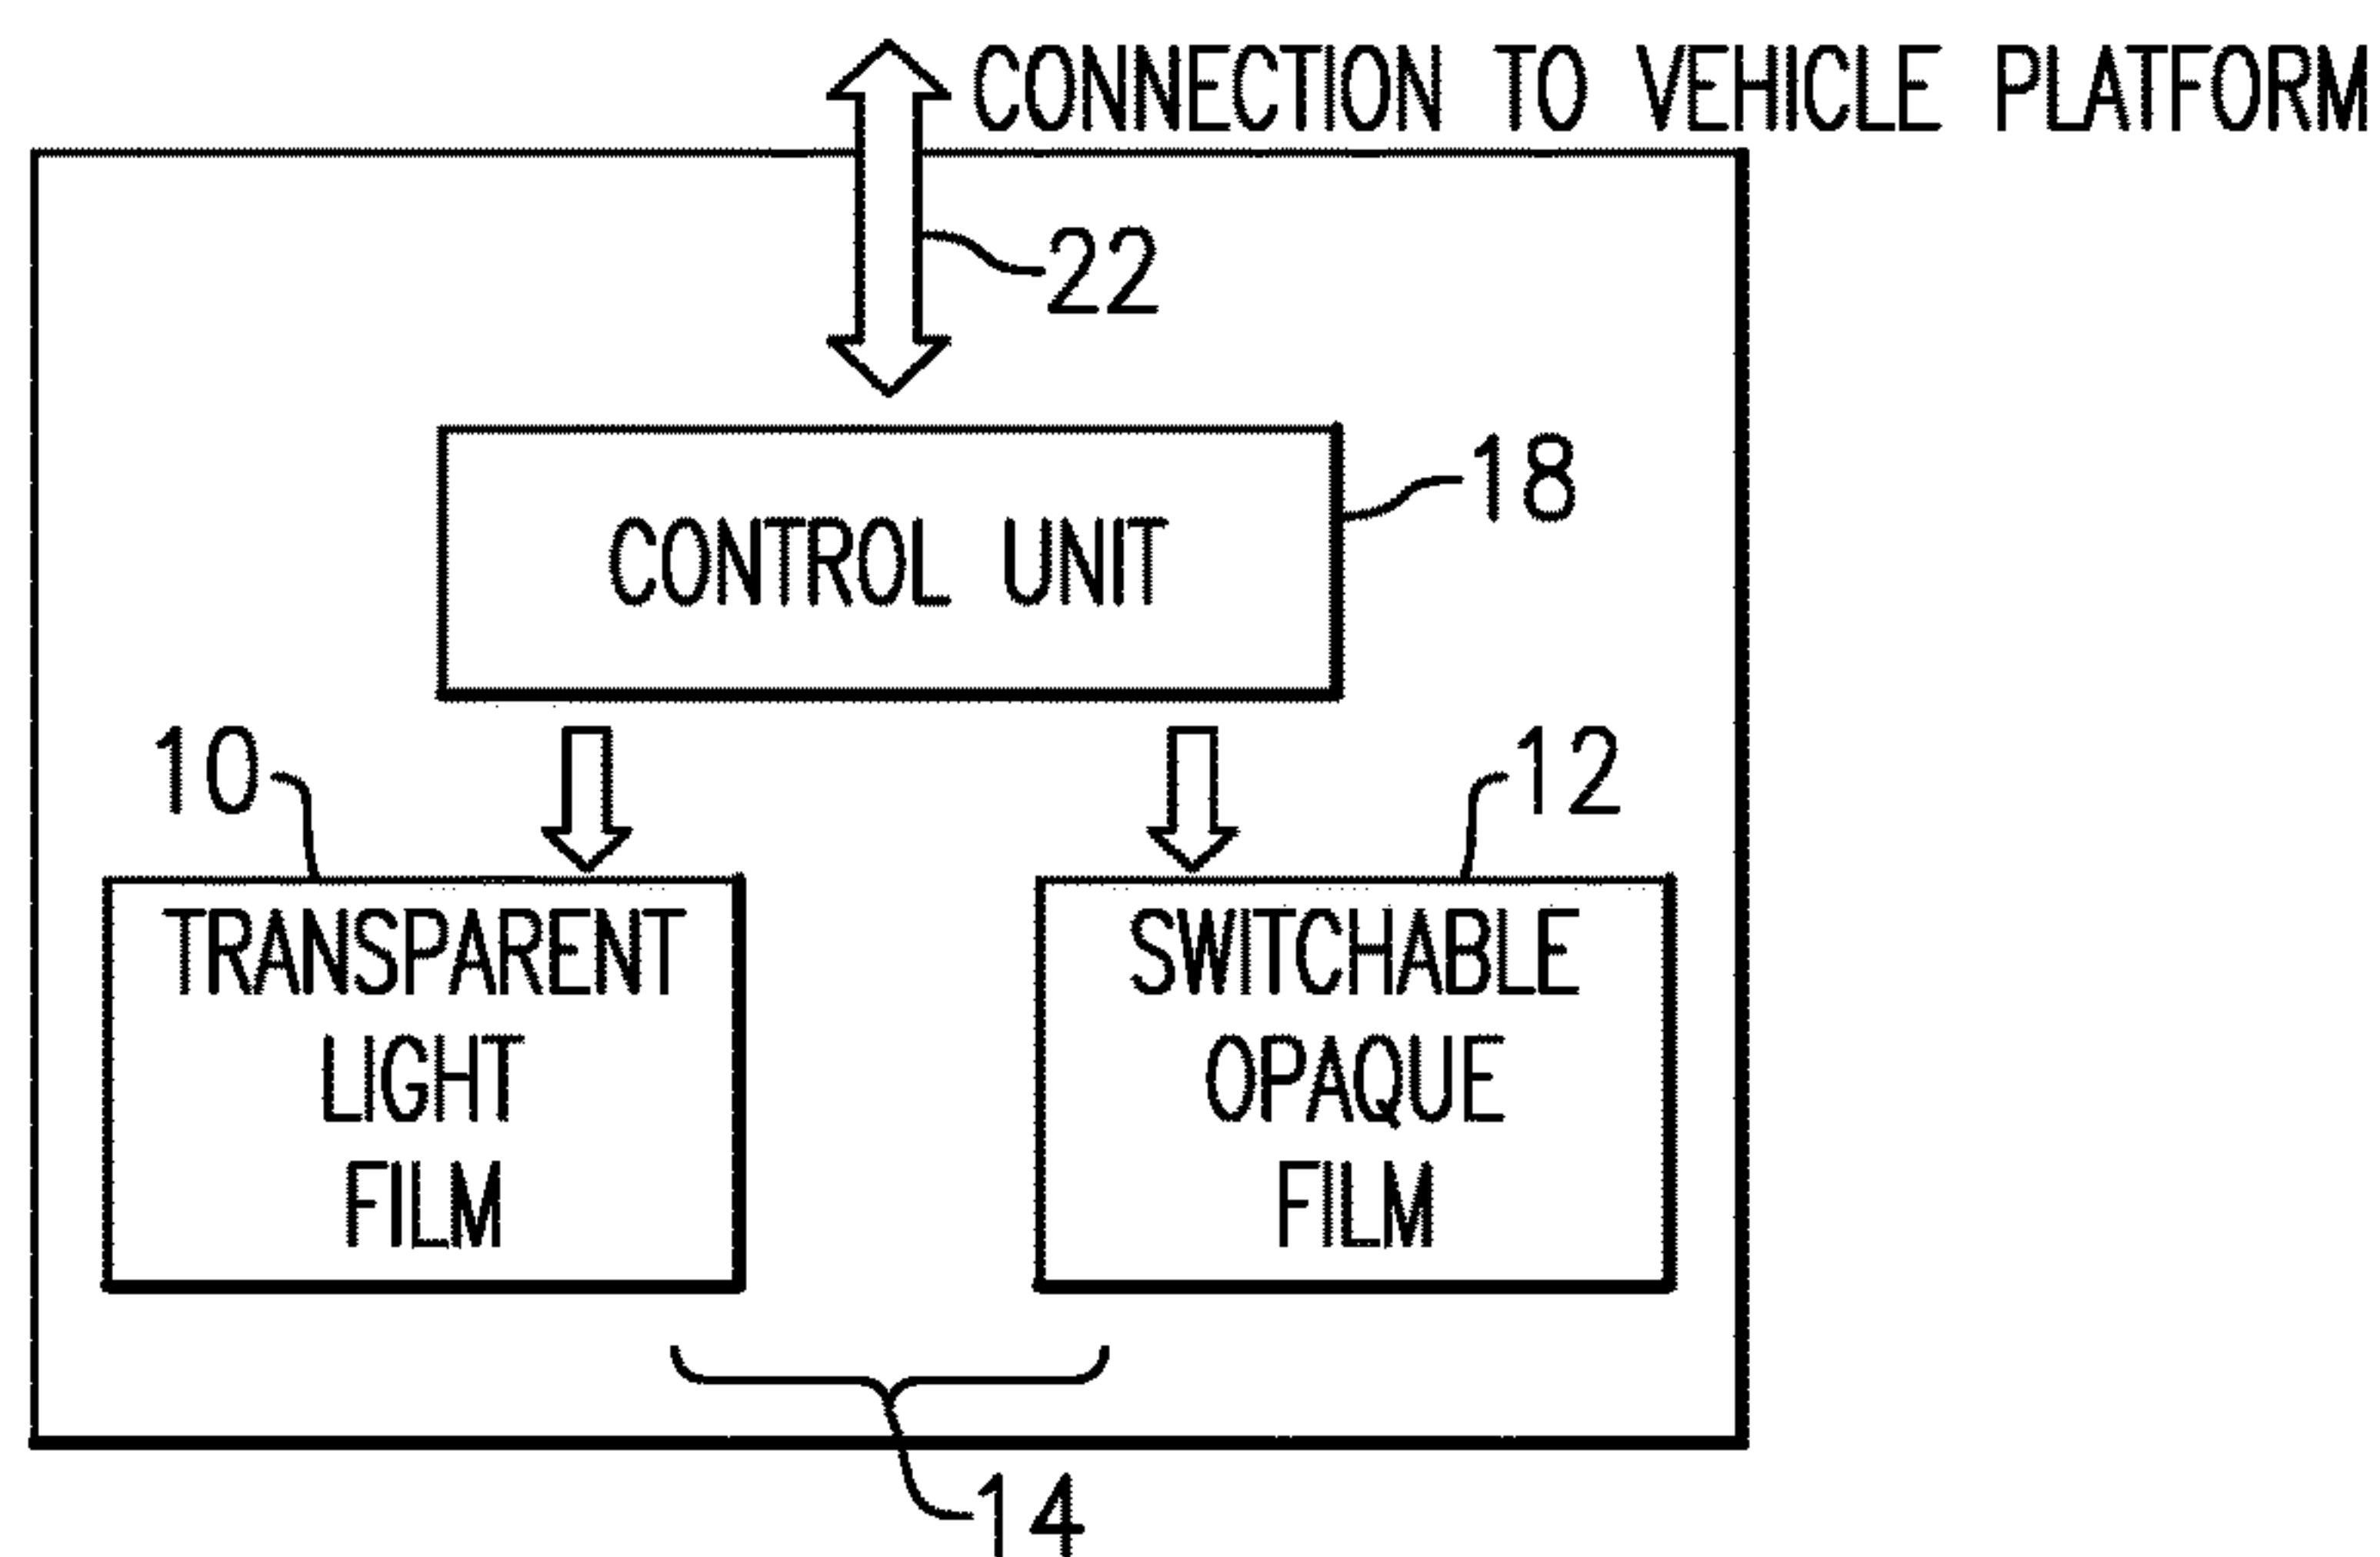 CONNECTION TO VEHICLE PLATFORM
22
CONTROL UNIT
18
10
12
TRANSPARENT
LIGHT
FILM
SWITCHABLE
OPAQUE
FILM
14